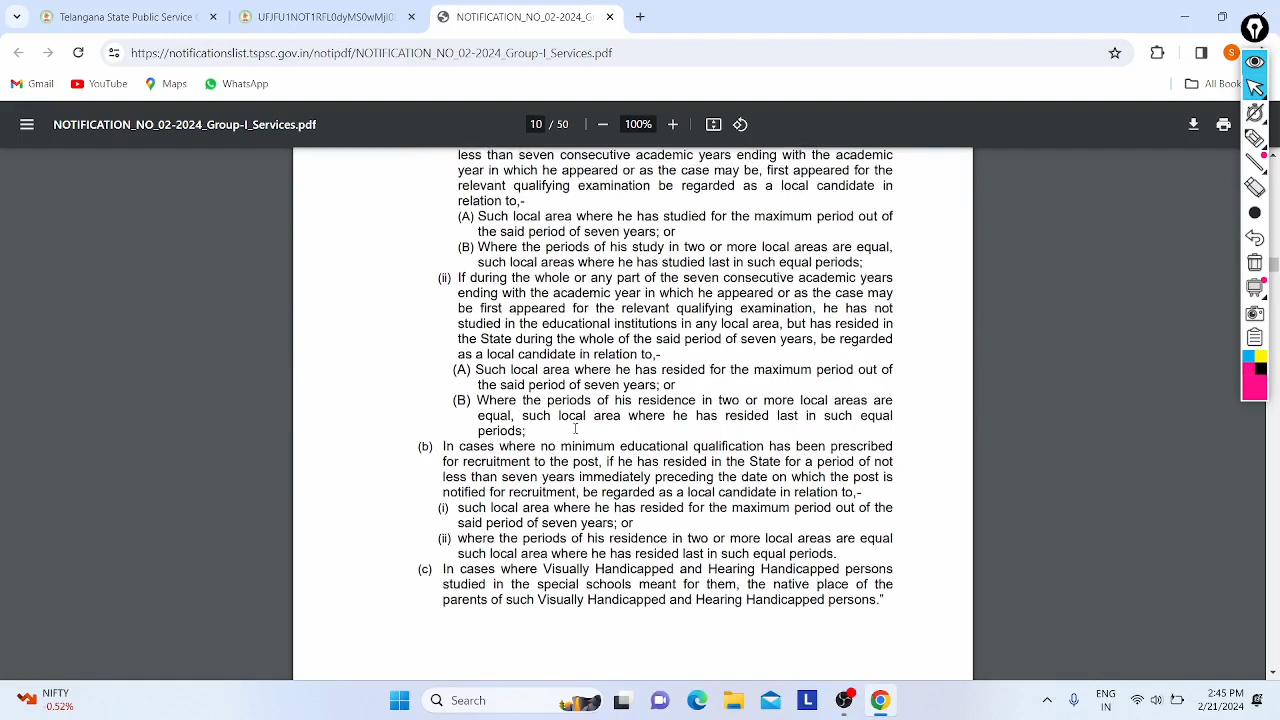 Telangana State Public Service C
UFJFU1NOT1RFL0dyMS0wMjI0
NOTIFICATION_NO_02-2024_G
https://notificationslist.tspsc.gov.in/notipdf/NOTIFICATION_NO_02-2024_Group-I_Services.pdf
S
Gmail
YouTube
Maps
WhatsApp
All Book
NOTIFICATION_NO_02-2024_Group-I_Services.pdf
10 / 50
100%
less than seven consecutive academic years ending with the academic
year in which he appeared or as the case may be, first appeared for the
relevant qualifying examination be regarded as a local candidate in
relation to,-
(A) Such local area where he has studied for the maximum period out of
the said period of seven years; or
(B) Where the periods of his study in two or more local areas are equal,
such local areas where he has studied last in such equal periods;
(ii) If during the whole or any part of the seven consecutive academic years
ending with the academic year in which he appeared or as the case may
be first appeared for the relevant qualifying examination, he has not
studied in the educational institutions in any local area, but has resided in
the State during the whole of the said period of seven years, be regarded
as a local candidate in relation to,-
(A) Such local area where he has resided for the maximum period out of
the said period of seven years; or
(B) Where the periods of his residence in two or more local areas are
equal, such local area where he has resided last in such equal
periods;
(b) In cases where no minimum educational qualification has been prescribed
for recruitment to the post, if he has resided in the State for a period of not
less than seven years immediately preceding the date on which the post is
notified for recruitment, be regarded as a local candidate in relation to,-
(i) such local area where he has resided for the maximum period out of the
said period of seven years; or
(ii) where the periods of his residence in two or more local areas are equal
such local area where he has resided last in such equal periods.
(c) In cases where Visually Handicapped and Hearing Handicapped persons
studied in the special schools meant for them, the native place of the
parents of such Visually Handicapped and Hearing Handicapped persons."
NIFTY
-0.52%
Search
L
ENG
IN
2:45 PM
2/21/2024